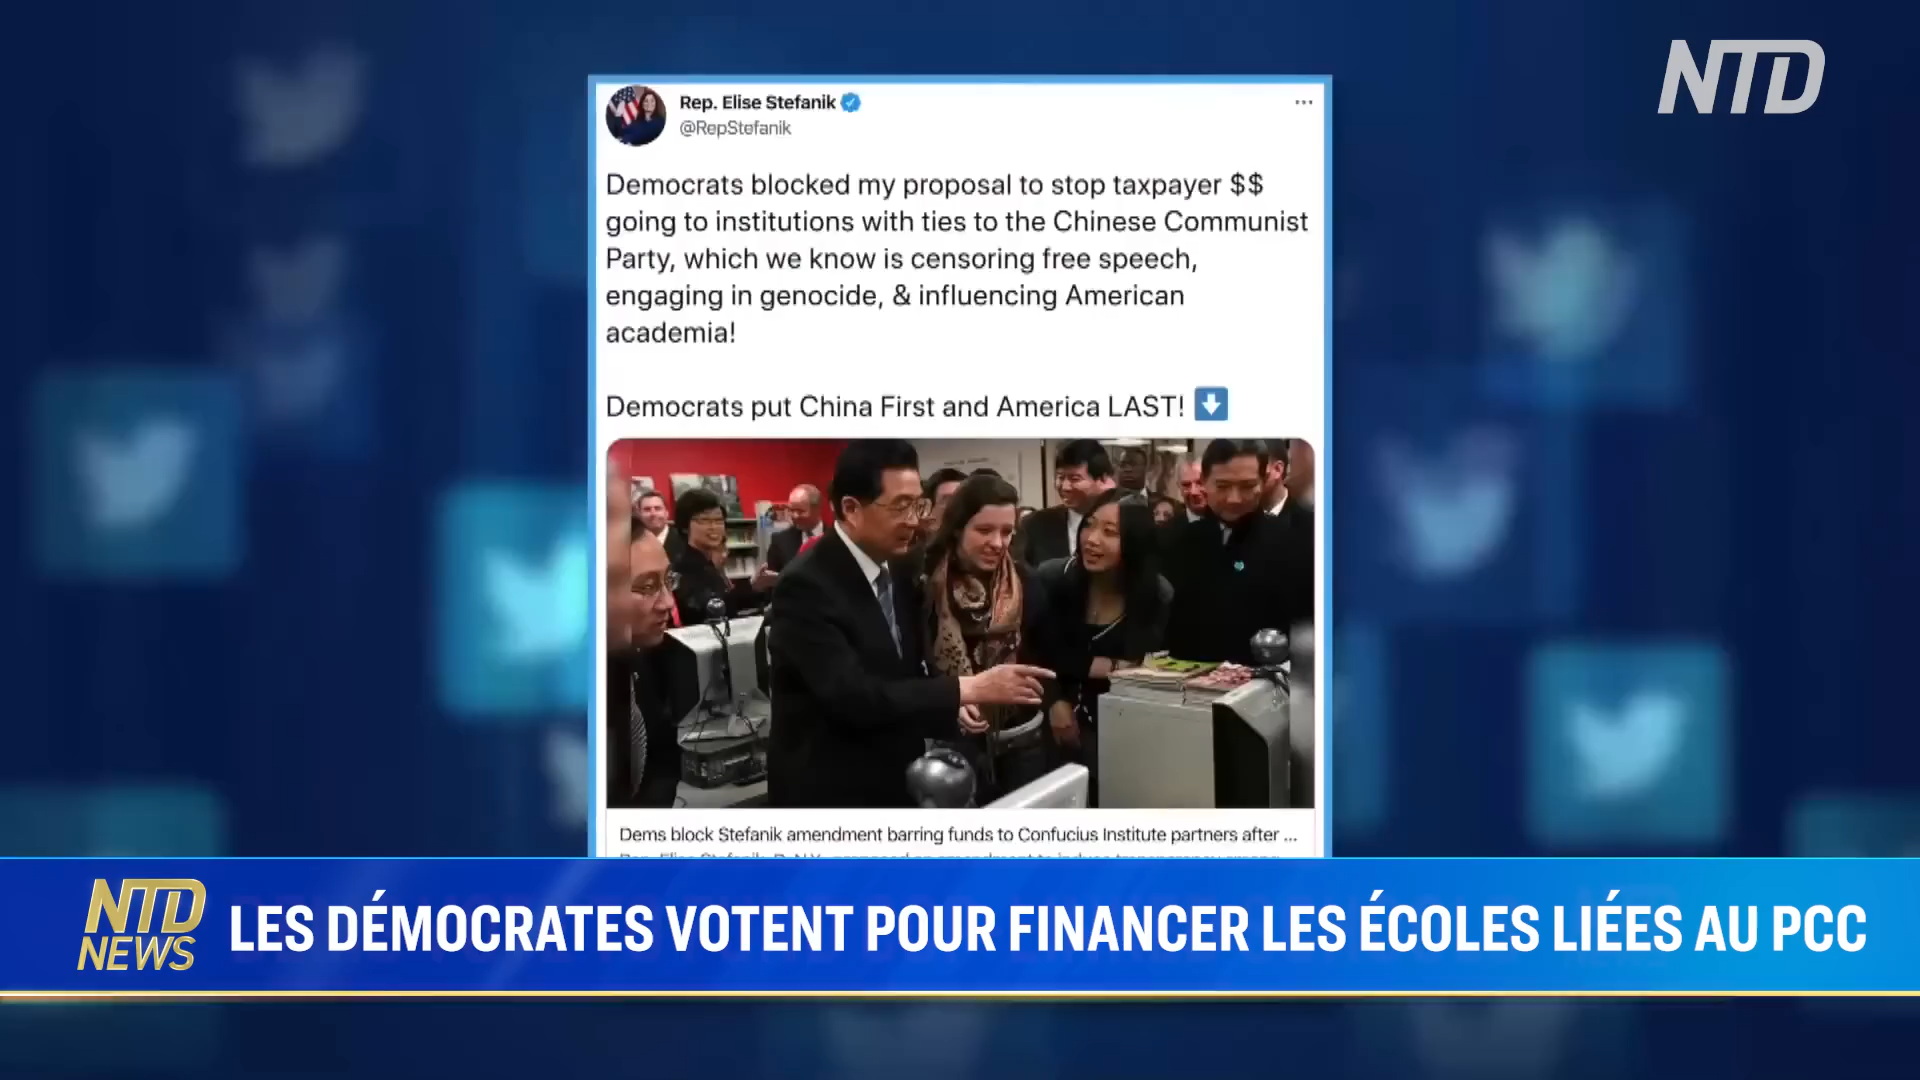 NTD
Rep. Elise Stefanik
@RepStefanik
Democrats blocked my proposal to stop taxpayer $$
going to institutions with ties to the Chinese Communist
Party, which we know is censoring free speech,
engaging in genocide, & influencing American
academia!
Democrats put China First and America LAST! ⬇️
Dems block Stefanik amendment barring funds to Confucius Institute partners after ...
NTD
NEWS
LES DÉMOCRATES VOTENT POUR FINANCER LES ÉCOLES LIÉES AU PCC